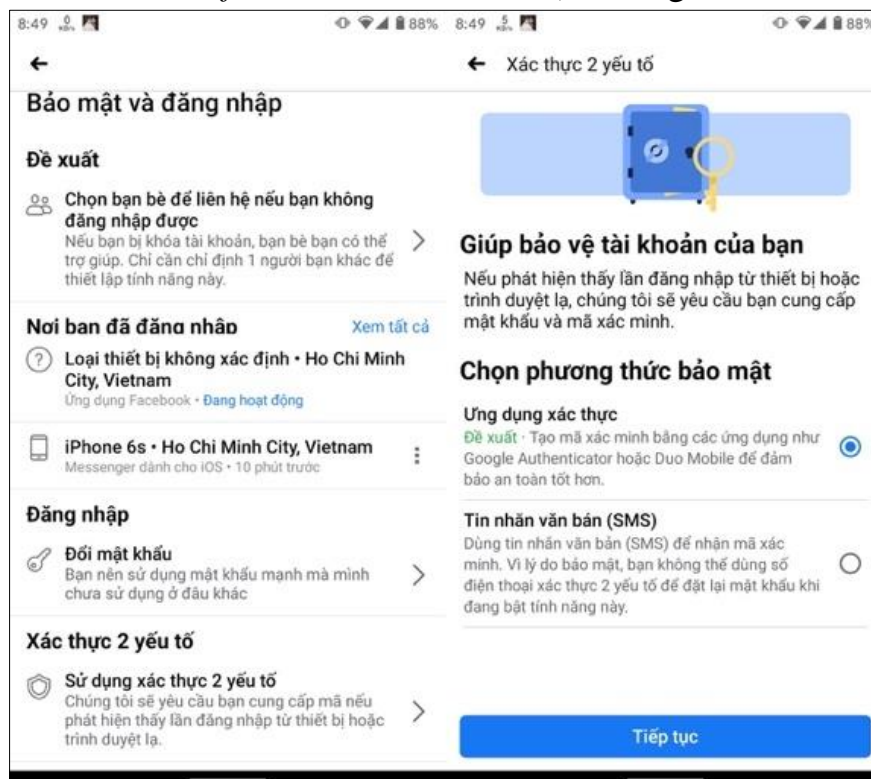 8:49 0 KB/s 88%
Bảo mật và đăng nhập
Đề xuất
Chọn bạn bè để liên hệ nếu bạn không
đăng nhập được
Nếu bạn bị khóa tài khoản, bạn bè bạn có thể
trợ giúp. Chỉ cần chỉ định 1 người bạn khác để
thiết lập tính năng này.
Nơi bạn đã đăng nhập Xem tất cả
Loại thiết bị không xác định • Ho Chi Minh
City, Vietnam
Ứng dụng Facebook • Đang hoạt động
iPhone 6s • Ho Chi Minh City, Vietnam
Messenger dành cho iOS • 10 phút trước
Đăng nhập
Đổi mật khẩu
Bạn nên sử dụng mật khẩu mạnh mà mình
chưa sử dụng ở đâu khác
Xác thực 2 yếu tố
Sử dụng xác thực 2 yếu tố
Chúng tôi sẽ yêu cầu bạn cung cấp mã nếu
phát hiện thấy lần đăng nhập từ thiết bị hoặc
trình duyệt lạ.
8:49 5 KB/s 88%
Xác thực 2 yếu tố
Giúp bảo vệ tài khoản của bạn
Nếu phát hiện thấy lần đăng nhập từ thiết bị hoặc
trình duyệt lạ, chúng tôi sẽ yêu cầu bạn cung cấp
mật khẩu và mã xác minh.
Chọn phương thức bảo mật
Ứng dụng xác thực
Đề xuất · Tạo mã xác minh bằng các ứng dụng như
Google Authenticator hoặc Duo Mobile để đảm
bảo an toàn tốt hơn.
Tin nhắn văn bản (SMS)
Dùng tin nhắn văn bản (SMS) để nhận mã xác
minh. Vì lý do bảo mật, bạn không thể dùng số
điện thoại xác thực 2 yếu tố để đặt lại mật khẩu khi
đang bật tính năng này.
Tiếp tục